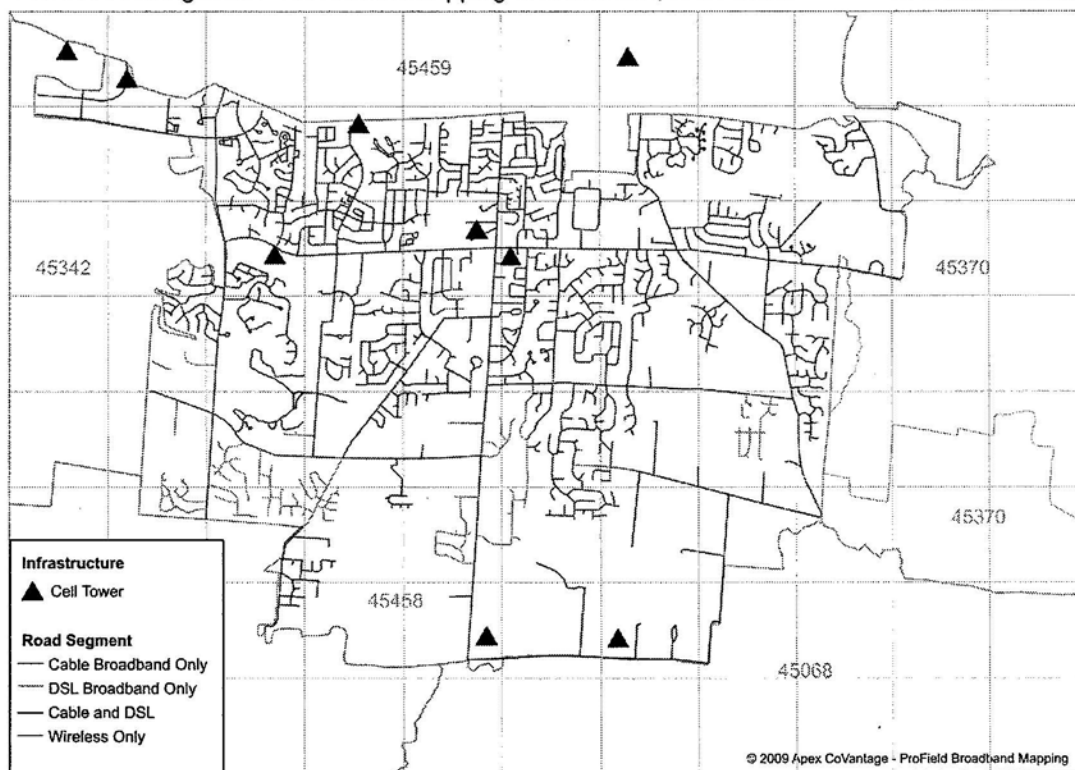 45459
45342
45370
45370
45458
45068
Infrastructure
Cell Tower
Road Segment
Cable Broadband Only
DSL Broadband Only
Cable and DSL
Wireless Only
© 2009 Apex CoVantage - ProField Broadband Mapping